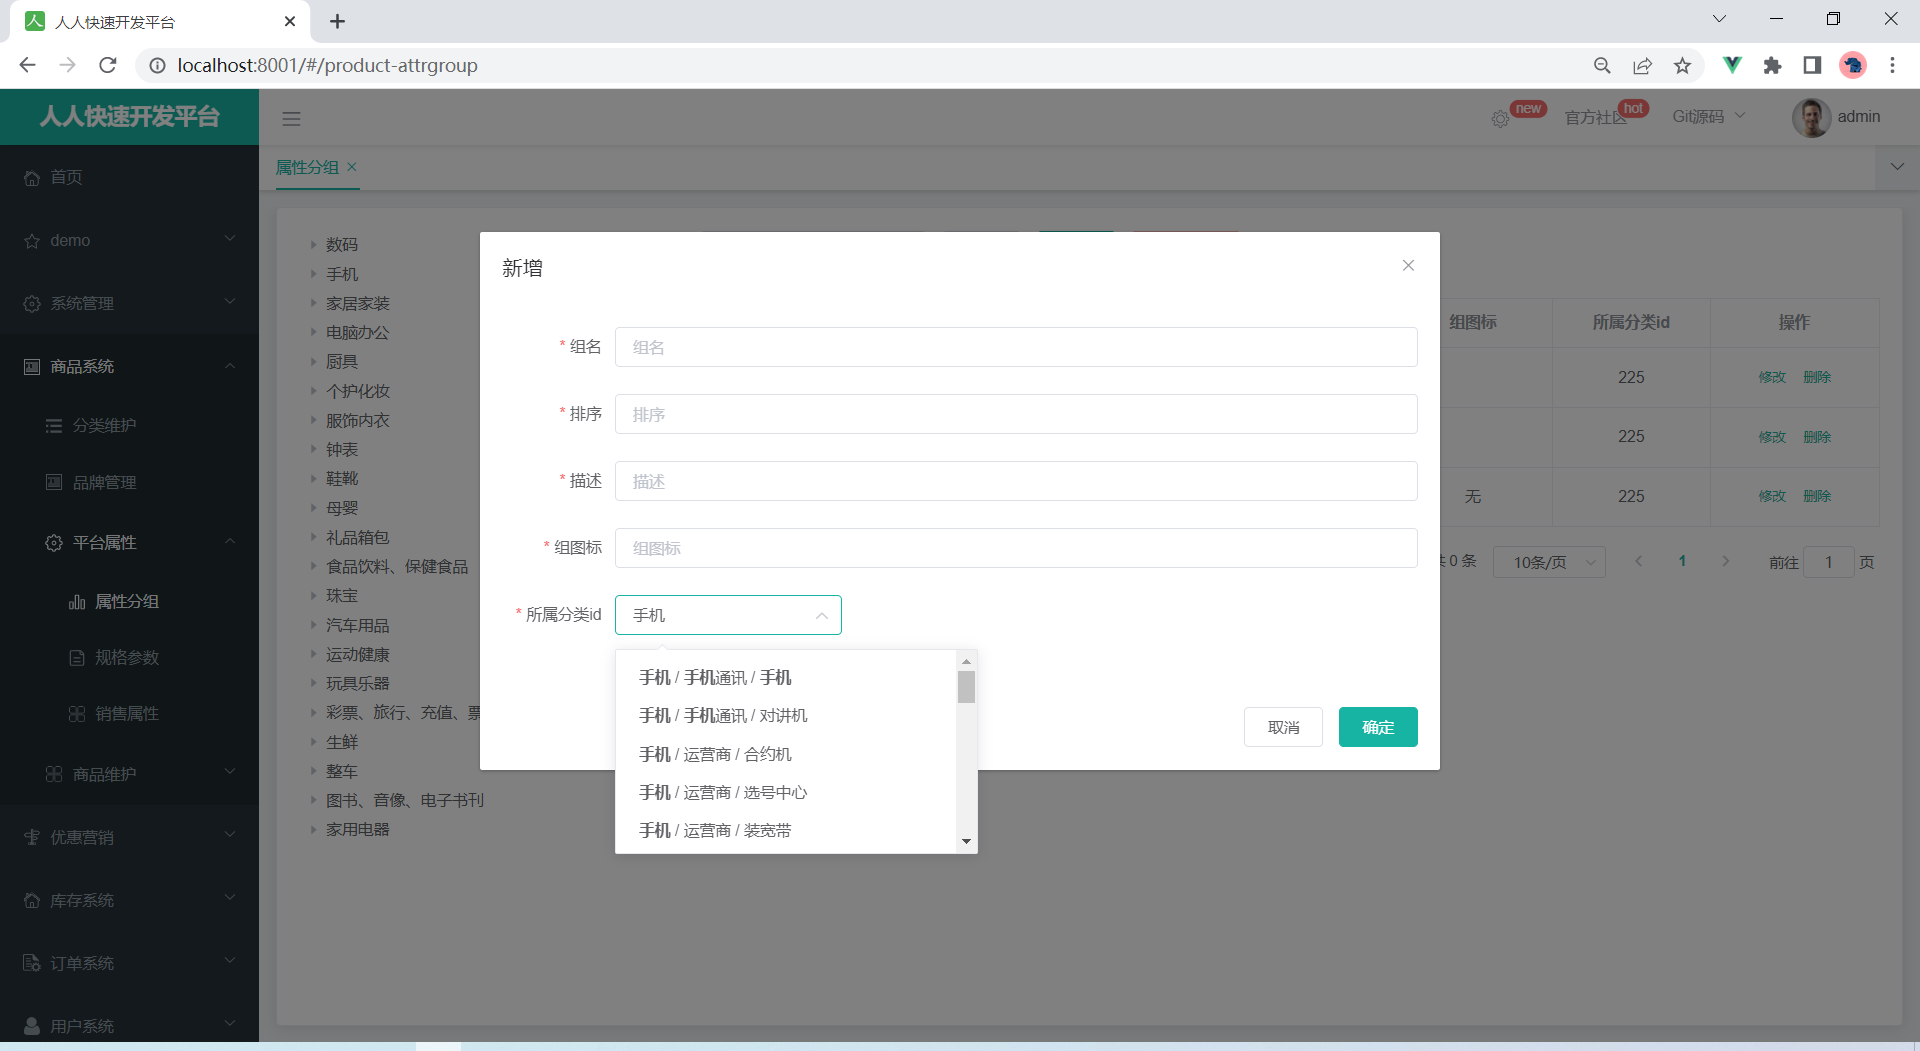 人人快速开发平台
localhost:8001/#/product-attrgroup
人人快速开发平台
new
官方社区
hot
Git源码
admin
属性分组
首页
demo
系统管理
商品系统
分类维护
品牌管理
平台属性
属性分组
规格参数
销售属性
商品维护
优惠营销
库存系统
订单系统
用户系统
数码
手机
家居家装
电脑办公
厨具
个护化妆
服饰内衣
钟表
鞋靴
母婴
礼品箱包
食品饮料、保健食品
珠宝
汽车用品
运动健康
玩具乐器
彩票、旅行、充值、票
生鲜
整车
图书、音像、电子书刊
家用电器
新增
* 组名 组名
* 排序 排序
* 描述 描述
* 组图标 组图标
* 所属分类id 手机
手机 / 手机通讯 / 手机
手机 / 手机通讯 / 对讲机
手机 / 运营商 / 合约机
手机 / 运营商 / 选号中心
手机 / 运营商 / 装宽带
取消 确定
组图标 所属分类id 操作
225 修改 删除
225 修改 删除
无 225 修改 删除
共 0 条 10条/页 1 前往 1 页